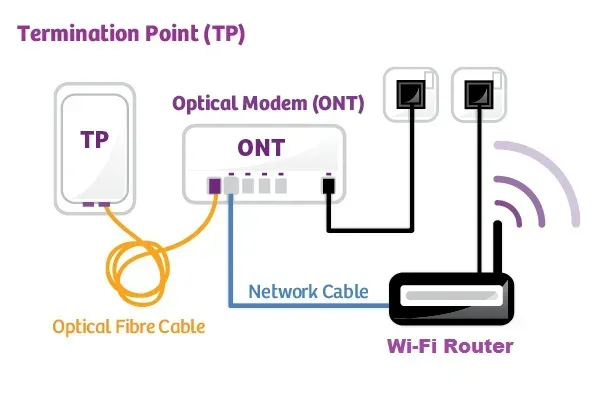 Termination Point (TP)
Optical Modem (ONT)
TP
ONT
Network Cable
Optical Fibre Cable
Wi-Fi Router